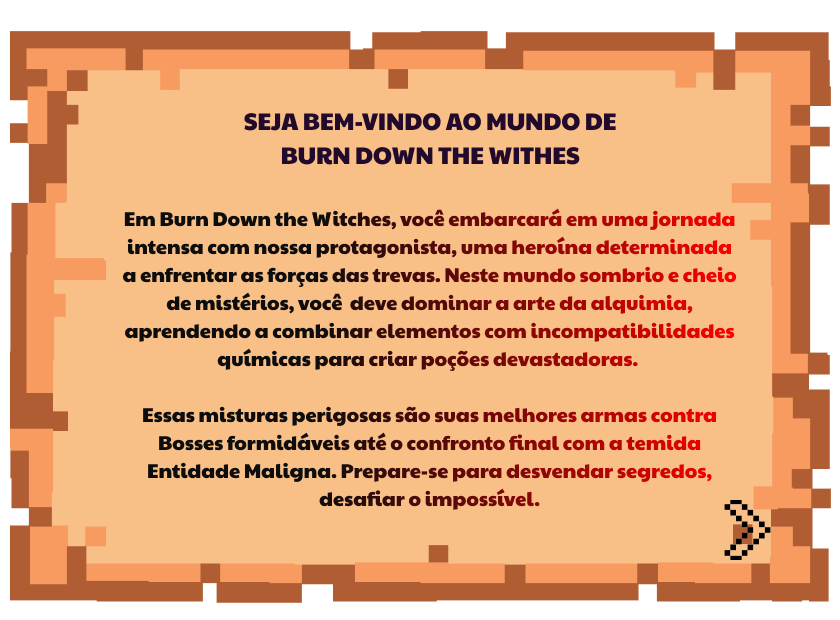 SEJA BEM-VINDO AO MUNDO DE
BURN DOWN THE WITHES
Em Burn Down the Witches, você embarcará em uma jornada
intensa com nossa protagonista, uma heroína determinada
a enfrentar as forças das trevas. Neste mundo sombrio e cheio
de mistérios, você deve dominar a arte da alquimia,
aprendendo a combinar elementos com incompatibilidades
químicas para criar poções devastadoras.
Essas misturas perigosas são suas melhores armas contra
Bosses formidáveis até o confronto final com a temida
Entidade Maligna. Prepare-se para desvendar segredos,
desafiar o impossível.